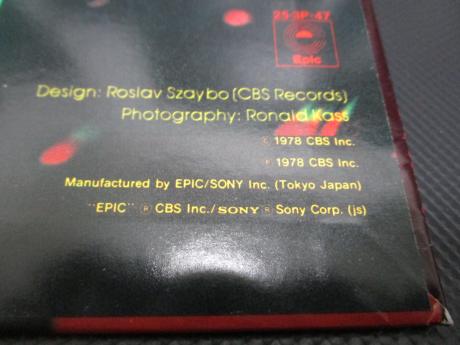 25·3P-47
Epic
Design: Roslav Szaybo (CBS Records)
Photography: Ronald Kass
© 1978 CBS Inc.
℗ 1978 CBS Inc.
Manufactured by EPIC/SONY Inc. (Tokyo Japan)
"EPIC" ® CBS Inc./SONY ® Sony Corp. (js)